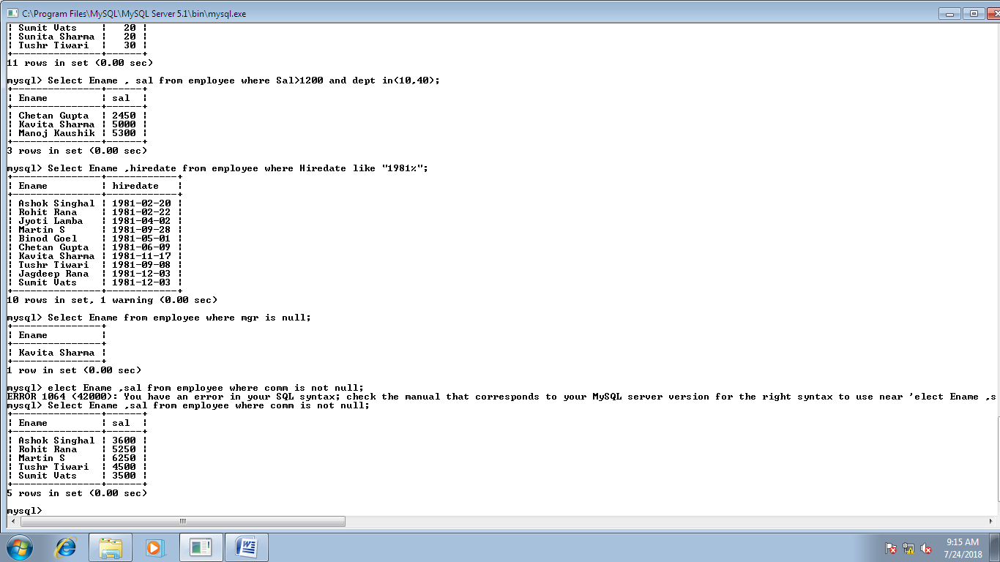 C:\Program Files\MySQL\MySQL Server 5.1\bin\mysql.exe
| Sumit Vats     |   20 |
| Sunita Sharma  |   20 |
| Tushr Tiwari   |   30 |
+----------------+------+
11 rows in set (0.00 sec)
mysql> Select Ename , sal from employee where Sal>1200 and dept in(10,40);
+---------------+------+
| Ename         | sal  |
+---------------+------+
| Chetan Gupta  | 2450 |
| Kavita Sharma | 5000 |
| Manoj Kaushik | 5300 |
+---------------+------+
3 rows in set (0.00 sec)
mysql> Select Ename ,hiredate from employee where Hiredate like "1981%";
+---------------+------------+
| Ename         | hiredate   |
+---------------+------------+
| Ashok Singhal | 1981-02-20 |
| Rohit Rana    | 1981-02-22 |
| Jyoti Lamba   | 1981-04-02 |
| Martin S      | 1981-09-28 |
| Binod Goel    | 1981-05-01 |
| Chetan Gupta  | 1981-06-09 |
| Kavita Sharma | 1981-11-17 |
| Tushr Tiwari  | 1981-09-08 |
| Jagdeep Rana  | 1981-12-03 |
| Sumit Vats    | 1981-12-03 |
+---------------+------------+
10 rows in set, 1 warning (0.00 sec)
mysql> Select Ename from employee where mgr is null;
+---------------+
| Ename         |
+---------------+
| Kavita Sharma |
+---------------+
1 row in set (0.00 sec)
mysql> elect Ename ,sal from employee where comm is not null;
ERROR 1064 (42000): You have an error in your SQL syntax; check the manual that corresponds to your MySQL server version for the right syntax to use near 'elect Ename ,s
mysql> Select Ename ,sal from employee where comm is not null;
+---------------+------+
| Ename         | sal  |
+---------------+------+
| Ashok Singhal | 3600 |
| Rohit Rana    | 5250 |
| Martin S      | 6250 |
| Tushr Tiwari  | 4500 |
| Sumit Vats    | 3500 |
+---------------+------+
5 rows in set (0.00 sec)
mysql>
9:15 AM
7/24/2018